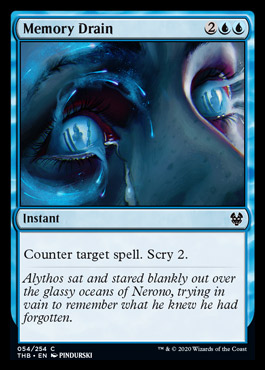 Memory Drain 2
Instant
Counter target spell. Scry 2.
Alythos sat and stared blankly out over
the glassy oceans of Nerono, trying in
vain to remember what he knew he had
forgotten.
054/254 C
THB • EN PINDURSKI
™ & © 2020 Wizards of the Coast